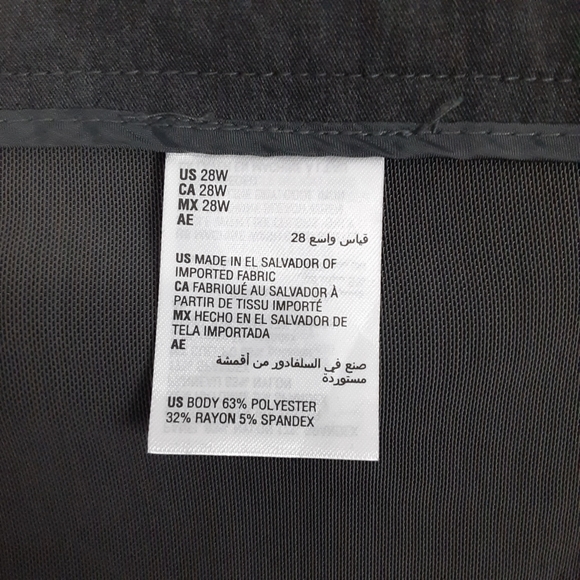 US 28W
CA 28W
MX 28W
AE
قياس واسع 28
US MADE IN EL SALVADOR OF
IMPORTED FABRIC
CA FABRIQUÉ AU SALVADOR À
PARTIR DE TISSU IMPORTÉ
MX HECHO EN EL SALVADOR DE
TELA IMPORTADA
AE
صنع في السلفادور من أقمشة
مستوردة
US BODY 63% POLYESTER
32% RAYON 5% SPANDEX